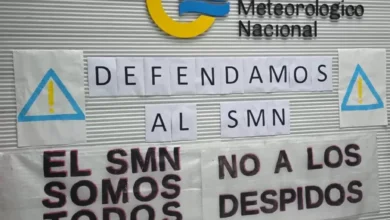 Meteorológico
Nacional
DEFENDAMOS
AL SMN
EL SMN
SOMOS
TODOS
NO A LOS
DESPIDOS